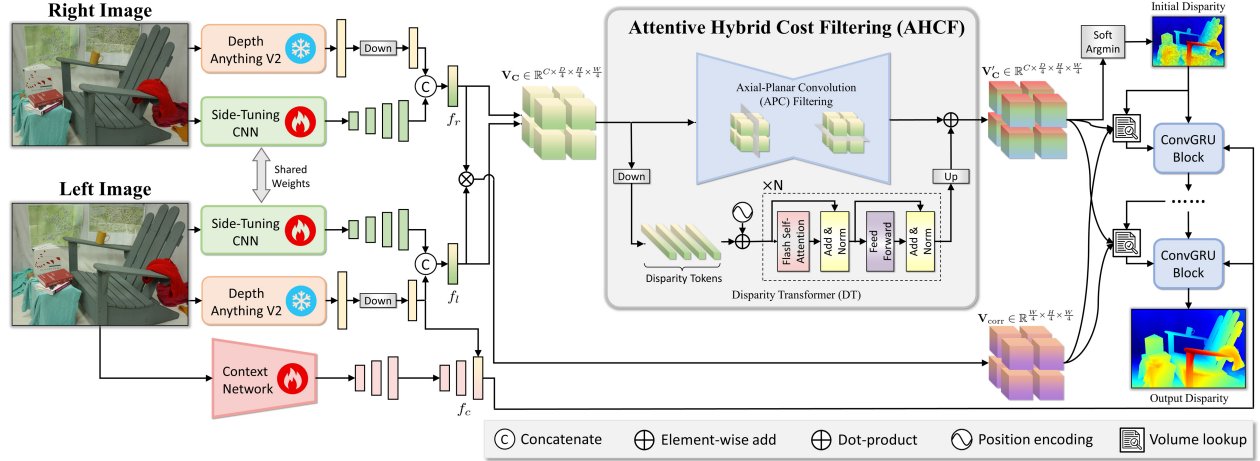 Right Image
Depth
Anything V2
Down
Side-Tuning
CNN
C
f_r
Shared
Weights
Left Image
Side-Tuning
CNN
C
f_l
Depth
Anything V2
Down
Context
Network
f_c
V_C ∈ ℝ^{C×D/4×H/4×W/4}
Attentive Hybrid Cost Filtering (AHCF)
Axial-Planar Convolution
(APC) Filtering
Down
Up
×N
Flash Self-
Attention
Add &
Norm
Feed
Forward
Add &
Norm
Disparity Tokens
Disparity Transformer (DT)
V'_C ∈ ℝ^{C×D/4×H/4×W/4}
Soft
Argmin
Initial Disparity
ConvGRU
Block
......
ConvGRU
Block
V_corr ∈ ℝ^{W/4×H/4×W/4}
Output Disparity
C Concatenate
Element-wise add
Dot-product
Position encoding
Volume lookup